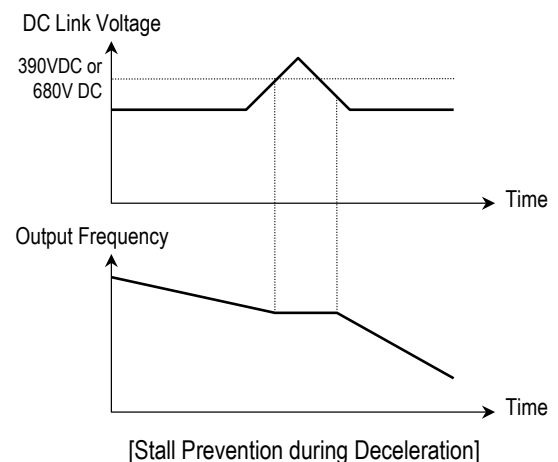 DC Link Voltage
390VDC or
680V DC
Time
Output Frequency
Time
[Stall Prevention during Deceleration]